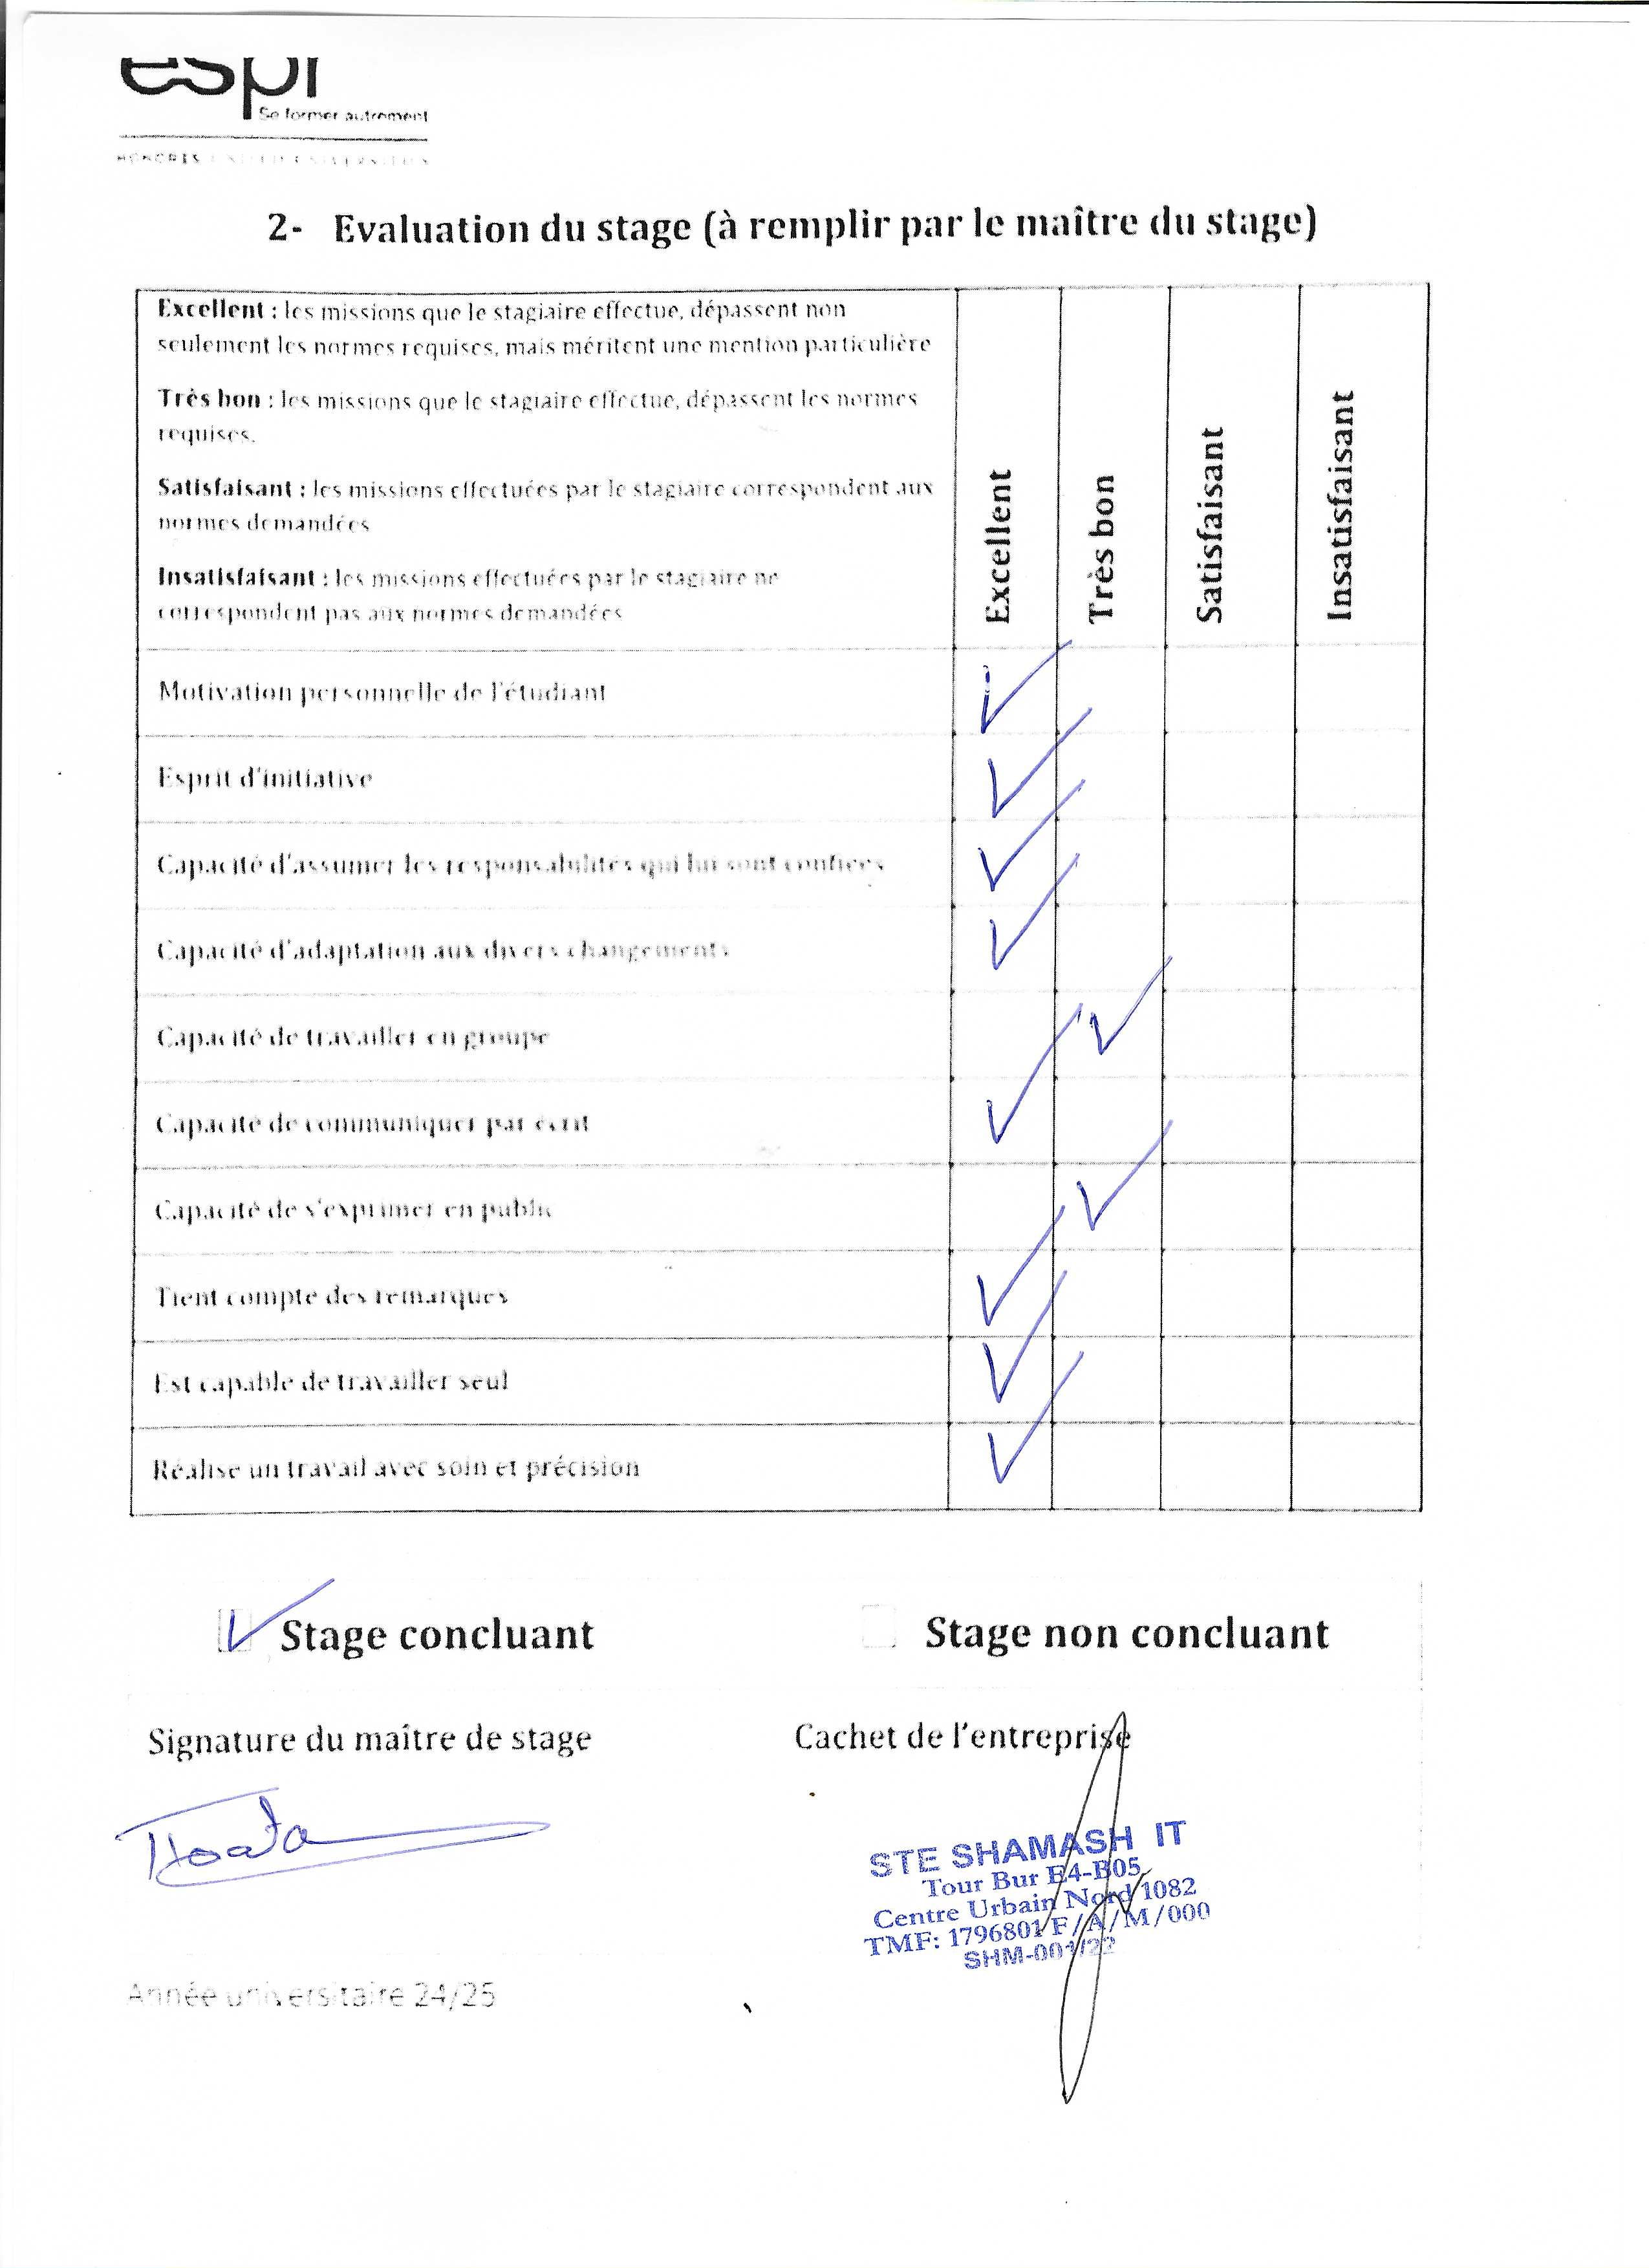 espr
Se former autrement
HONORIS UNITED UNIVERSITIES
2- Evaluation du stage (à remplir par le maître du stage)
Excellent : les missions que le stagiaire effectue, dépassent non
seulement les normes requises, mais méritent une mention particulière
Très bon : les missions que le stagiaire effectue, dépassent les normes
requises.
Satisfaisant : les missions effectuées par le stagiaire correspondent aux
normes demandées
Insatisfaisant : les missions effectuées par le stagiaire ne
correspondent pas aux normes demandées
Excellent
Très bon
Satisfaisant
Insatisfaisant
Motivation personnelle de l'étudiant
Esprit d'initiative
Capacité d'assumer les responsabilités qui lui sont confiées
Capacité d'adaptation aux divers changements
Capacité de travailler en groupe
Capacité de communiquer par écrit
Capacité de s'exprimer en public
Tient compte des remarques
Est capable de travailler seul
Réalise un travail avec soin et précision
Stage concluant
Stage non concluant
Signature du maître de stage
Cachet de l'entreprise
STE SHAMASH IT
Tour Bur E4-B05
Centre Urbain Nord 1082
TMF: 1796801 F/A/M/000
SHM-001/22
Année universitaire 24/25